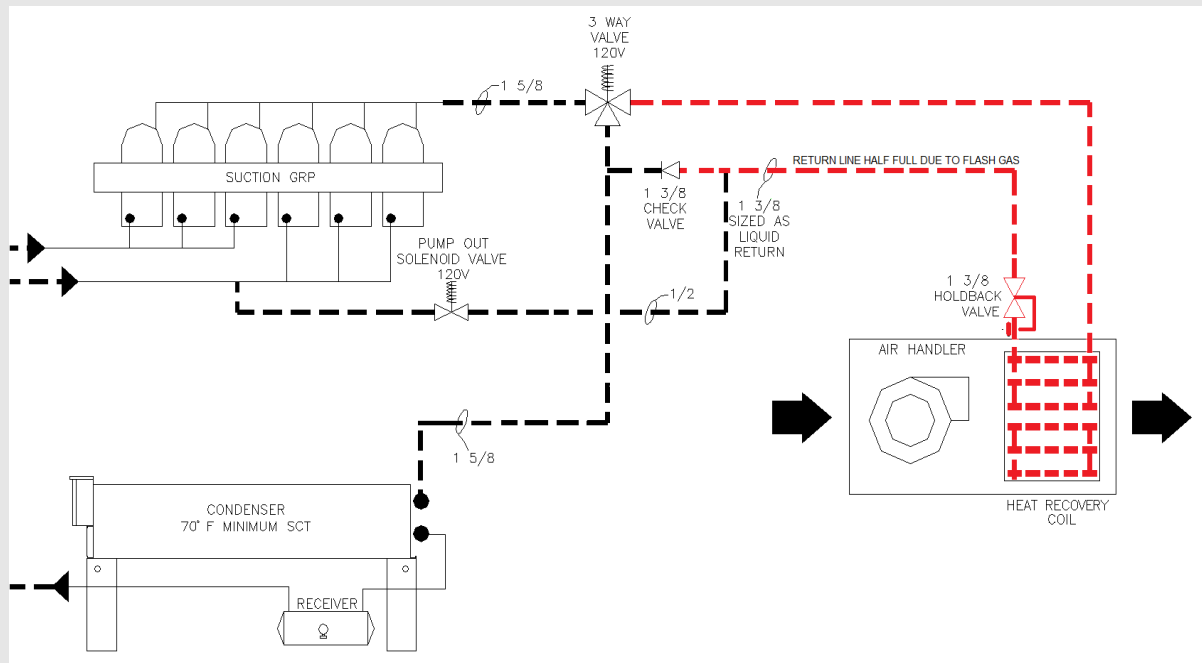 3 WAY
VALVE
120V
1 5/8
SUCTION GRP
RETURN LINE HALF FULL DUE TO FLASH GAS
1 3/8
CHECK
VALVE
1 3/8
SIZED AS
LIQUID
RETURN
PUMP OUT
SOLENOID VALVE
120V
1/2
1 3/8
HOLDBACK
VALVE
AIR HANDLER
1 5/8
CONDENSER
70° F MINIMUM SCT
HEAT RECOVERY
COIL
RECEIVER